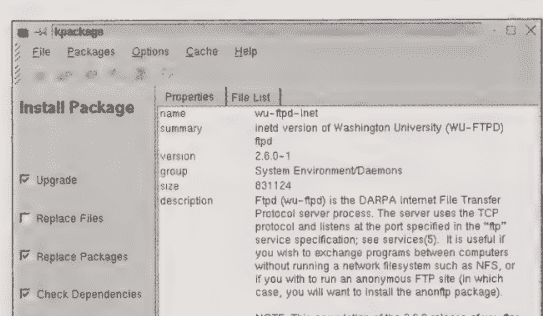 kpackage
File Packages Options Cache Help
Install Package
Properties File List
name wu-ftpd-inet
summary inetd version of Washington University (WU-FTPD)
ftpd
version 2.6.0-1
group System Environment/Daemons
size 831124
description Ftpd (wu-ftpd) is the DARPA Internet File Transfer
Protocol server process. The server uses the TCP
protocol and listens at the port specified in the "ftp"
service specification; see services(5). It is useful if
you wish to exchange programs between computers
without running a network filesystem such as NFS, or
if you with to run an anonymous FTP site (in which
case, you will want to install the anonftp package).
Upgrade
Replace Files
Replace Packages
Check Dependencies